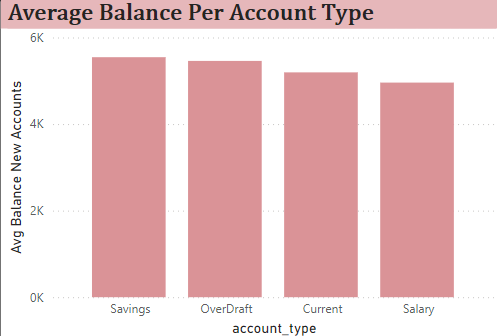 Average Balance Per Account Type
Avg Balance New Accounts
6K
4K
2K
0K
Savings OverDraft Current Salary
account_type